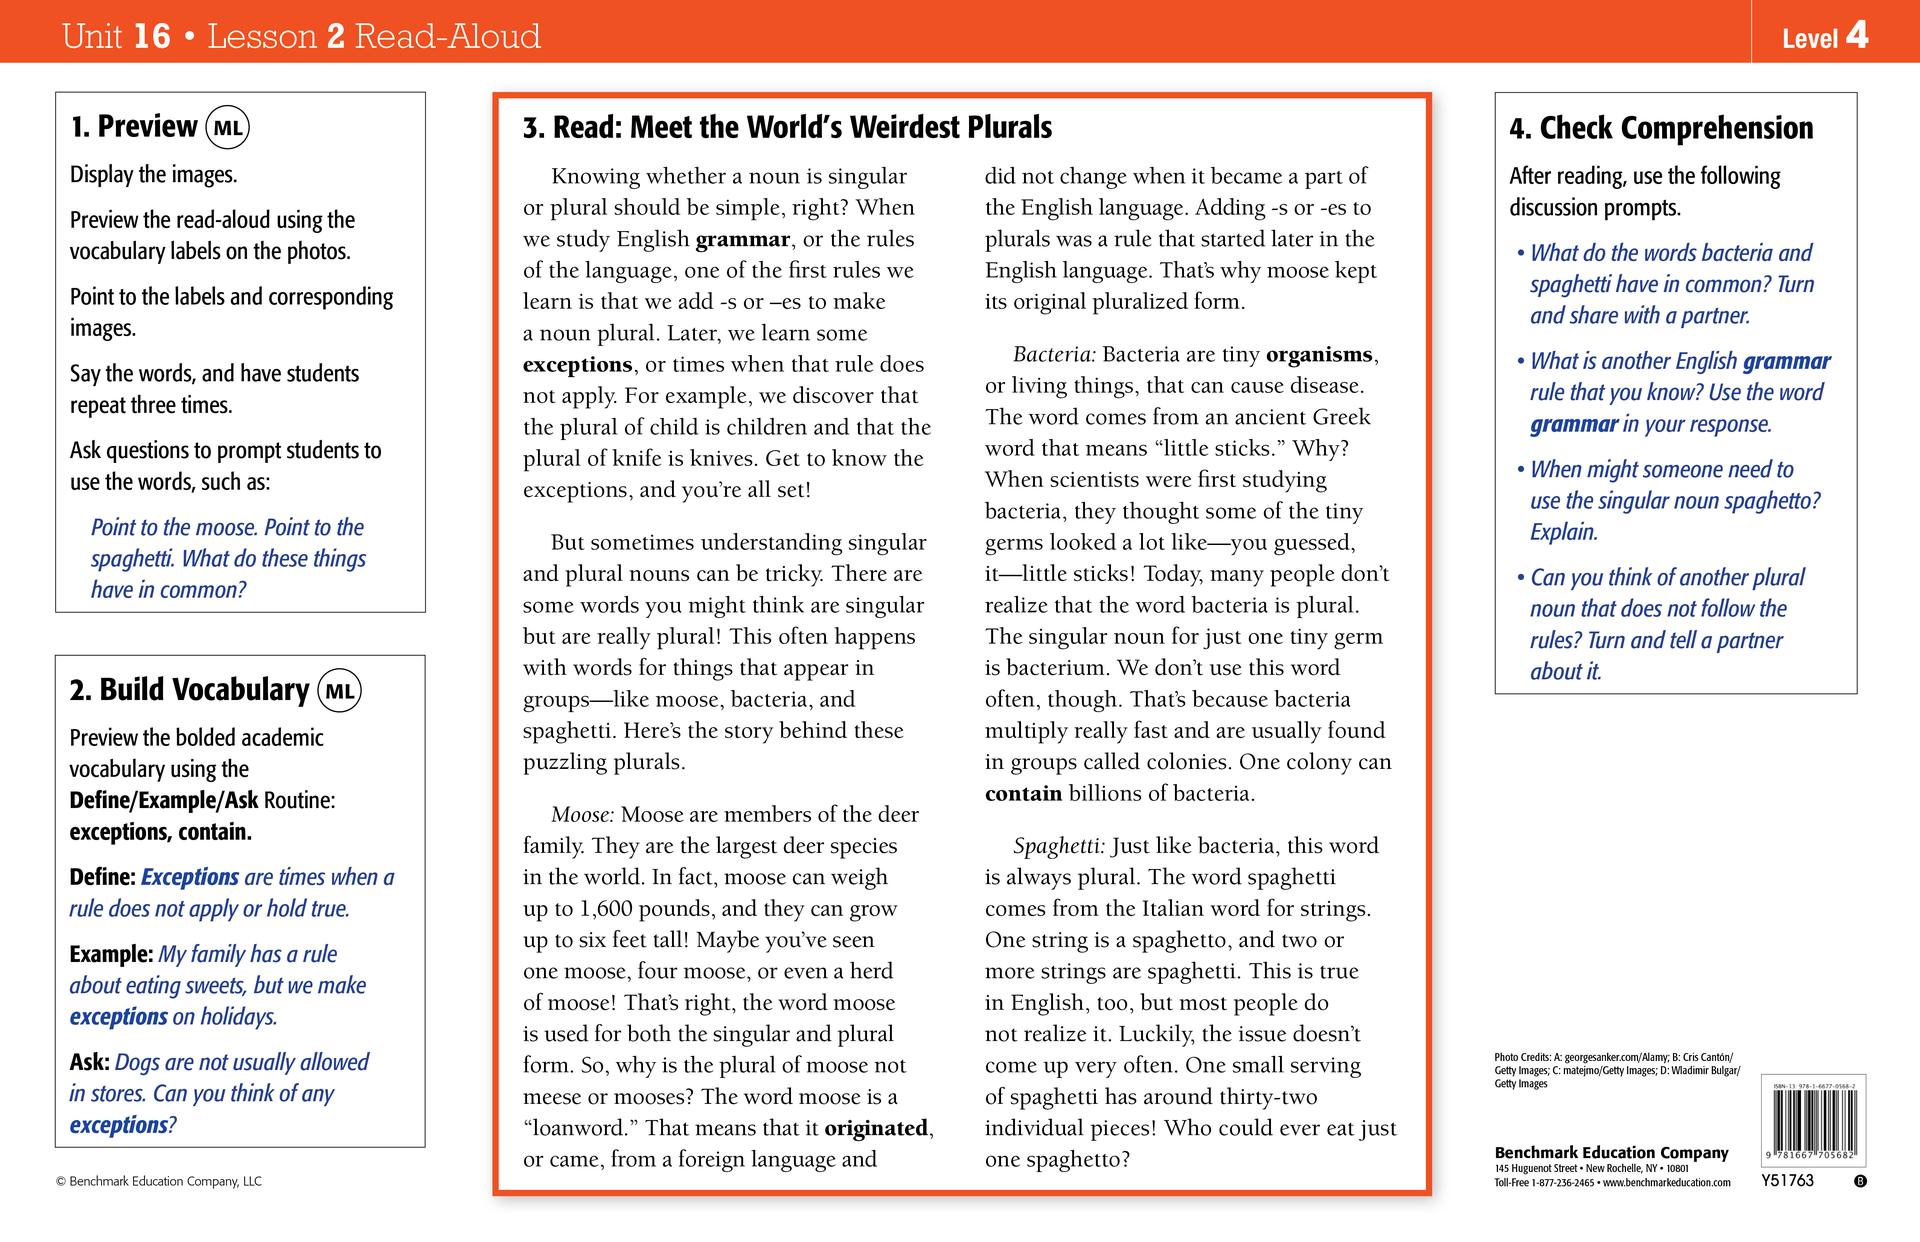 Unit 16 • Lesson 2 Read-Aloud
Level 4
1. Preview ML
Display the images.
Preview the read-aloud using the
vocabulary labels on the photos.
Point to the labels and corresponding
images.
Say the words, and have students
repeat three times.
Ask questions to prompt students to
use the words, such as:
Point to the moose. Point to the
spaghetti. What do these things
have in common?
2. Build Vocabulary ML
Preview the bolded academic
vocabulary using the
Define/Example/Ask Routine:
exceptions, contain.
Define: Exceptions are times when a
rule does not apply or hold true.
Example: My family has a rule
about eating sweets, but we make
exceptions on holidays.
Ask: Dogs are not usually allowed
in stores. Can you think of any
exceptions?
© Benchmark Education Company, LLC
3. Read: Meet the World's Weirdest Plurals
Knowing whether a noun is singular
or plural should be simple, right? When
we study English grammar, or the rules
of the language, one of the first rules we
learn is that we add -s or –es to make
a noun plural. Later, we learn some
exceptions, or times when that rule does
not apply. For example, we discover that
the plural of child is children and that the
plural of knife is knives. Get to know the
exceptions, and you're all set!
But sometimes understanding singular
and plural nouns can be tricky. There are
some words you might think are singular
but are really plural! This often happens
with words for things that appear in
groups—like moose, bacteria, and
spaghetti. Here's the story behind these
puzzling plurals.
Moose: Moose are members of the deer
family. They are the largest deer species
in the world. In fact, moose can weigh
up to 1,600 pounds, and they can grow
up to six feet tall! Maybe you've seen
one moose, four moose, or even a herd
of moose! That's right, the word moose
is used for both the singular and plural
form. So, why is the plural of moose not
meese or mooses? The word moose is a
“loanword.” That means that it originated,
or came, from a foreign language and
did not change when it became a part of
the English language. Adding -s or -es to
plurals was a rule that started later in the
English language. That's why moose kept
its original pluralized form.
Bacteria: Bacteria are tiny organisms,
or living things, that can cause disease.
The word comes from an ancient Greek
word that means “little sticks.” Why?
When scientists were first studying
bacteria, they thought some of the tiny
germs looked a lot like—you guessed,
it—little sticks! Today, many people don't
realize that the word bacteria is plural.
The singular noun for just one tiny germ
is bacterium. We don't use this word
often, though. That's because bacteria
multiply really fast and are usually found
in groups called colonies. One colony can
contain billions of bacteria.
Spaghetti: Just like bacteria, this word
is always plural. The word spaghetti
comes from the Italian word for strings.
One string is a spaghetto, and two or
more strings are spaghetti. This is true
in English, too, but most people do
not realize it. Luckily, the issue doesn't
come up very often. One small serving
of spaghetti has around thirty-two
individual pieces! Who could ever eat just
one spaghetto?
4. Check Comprehension
After reading, use the following
discussion prompts.
• What do the words bacteria and
spaghetti have in common? Turn
and share with a partner.
• What is another English grammar
rule that you know? Use the word
grammar in your response.
• When might someone need to
use the singular noun spaghetto?
Explain.
• Can you think of another plural
noun that does not follow the
rules? Turn and tell a partner
about it.
Photo Credits: A: georgesanker.com/Alamy; B: Cris Cantón/
Getty Images; C: matejmo/Getty Images; D: Wladimir Bulgar/
Getty Images
Benchmark Education Company
145 Huguenot Street • New Rochelle, NY • 10801
Toll-Free 1-877-236-2465 • www.benchmarkeducation.com
ISBN-13 978-1-6677-0568-2
9 781667 705682
Y51763
B